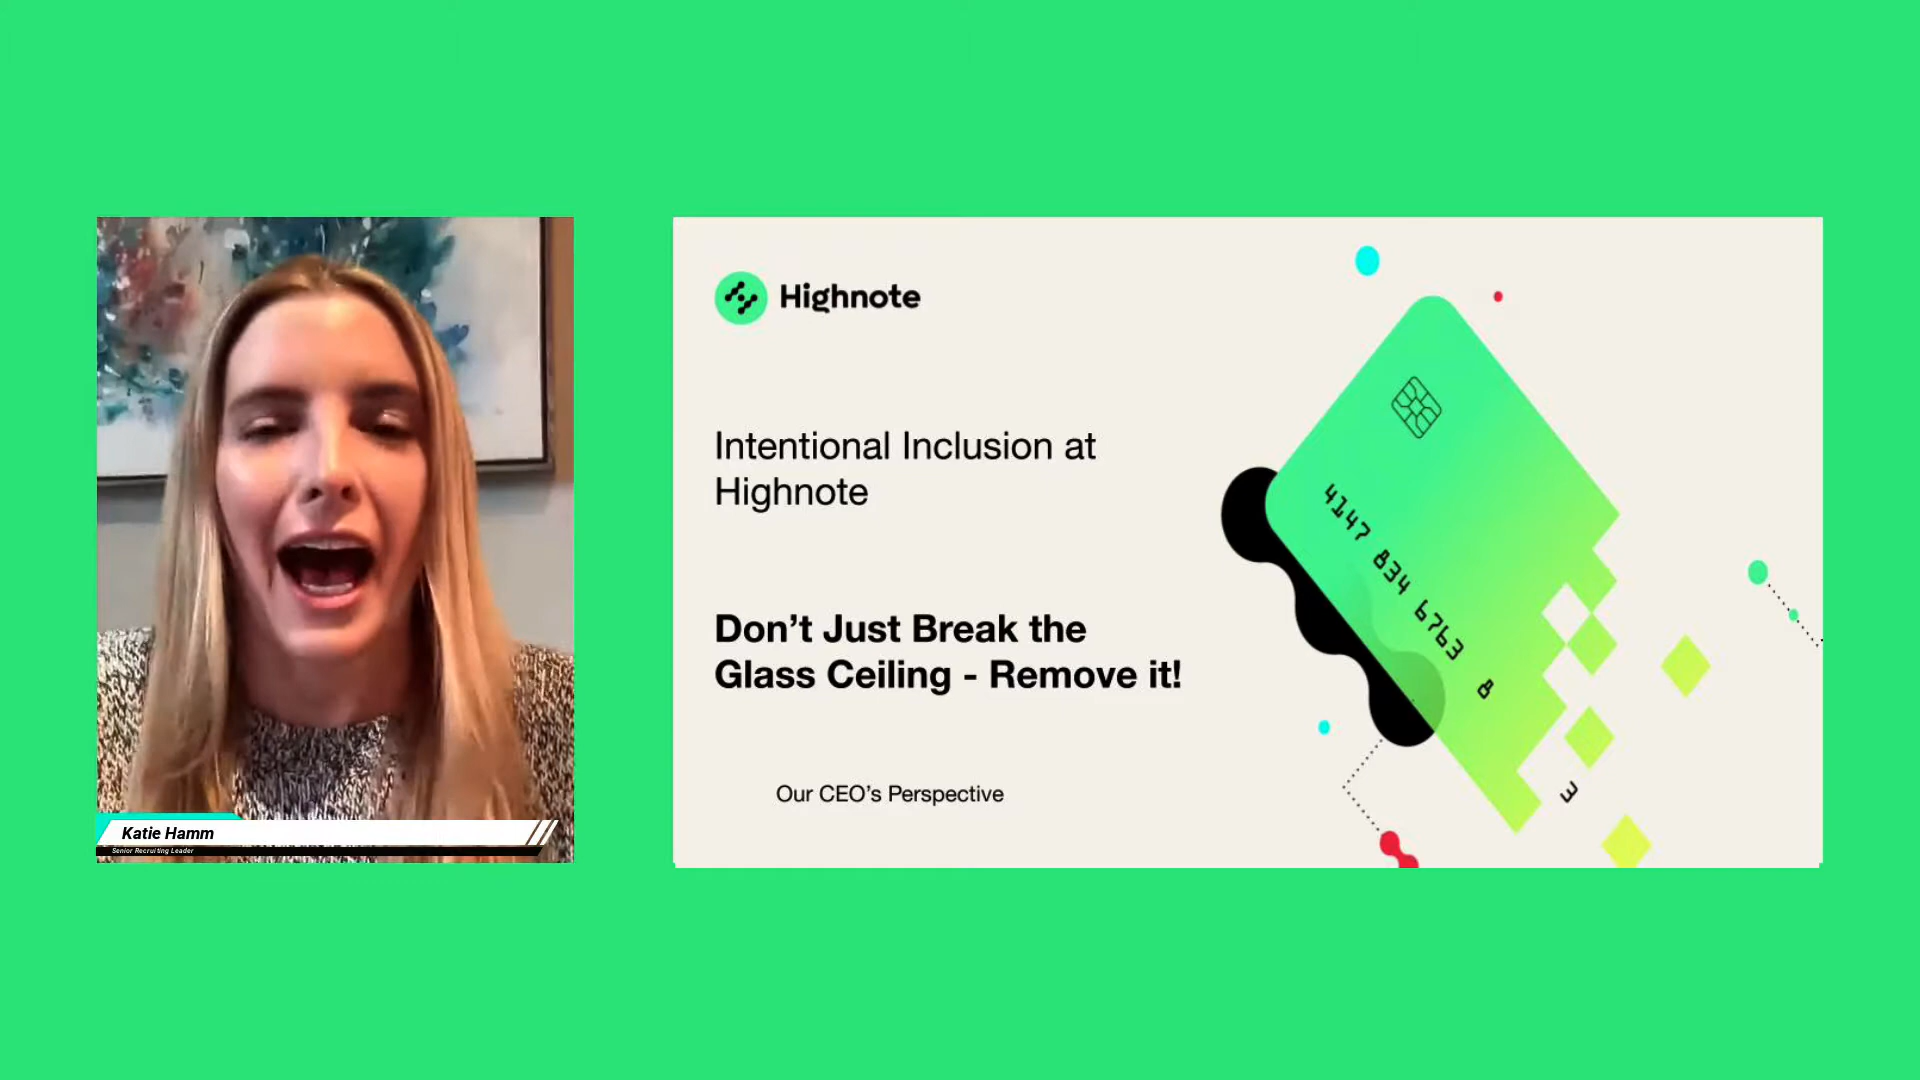 Highnote
Intentional Inclusion at
Highnote
Don't Just Break the
Glass Ceiling - Remove it!
Our CEO's Perspective
4147 834 6763 8
3
Katie Hamm
Senior Recruiting Leader